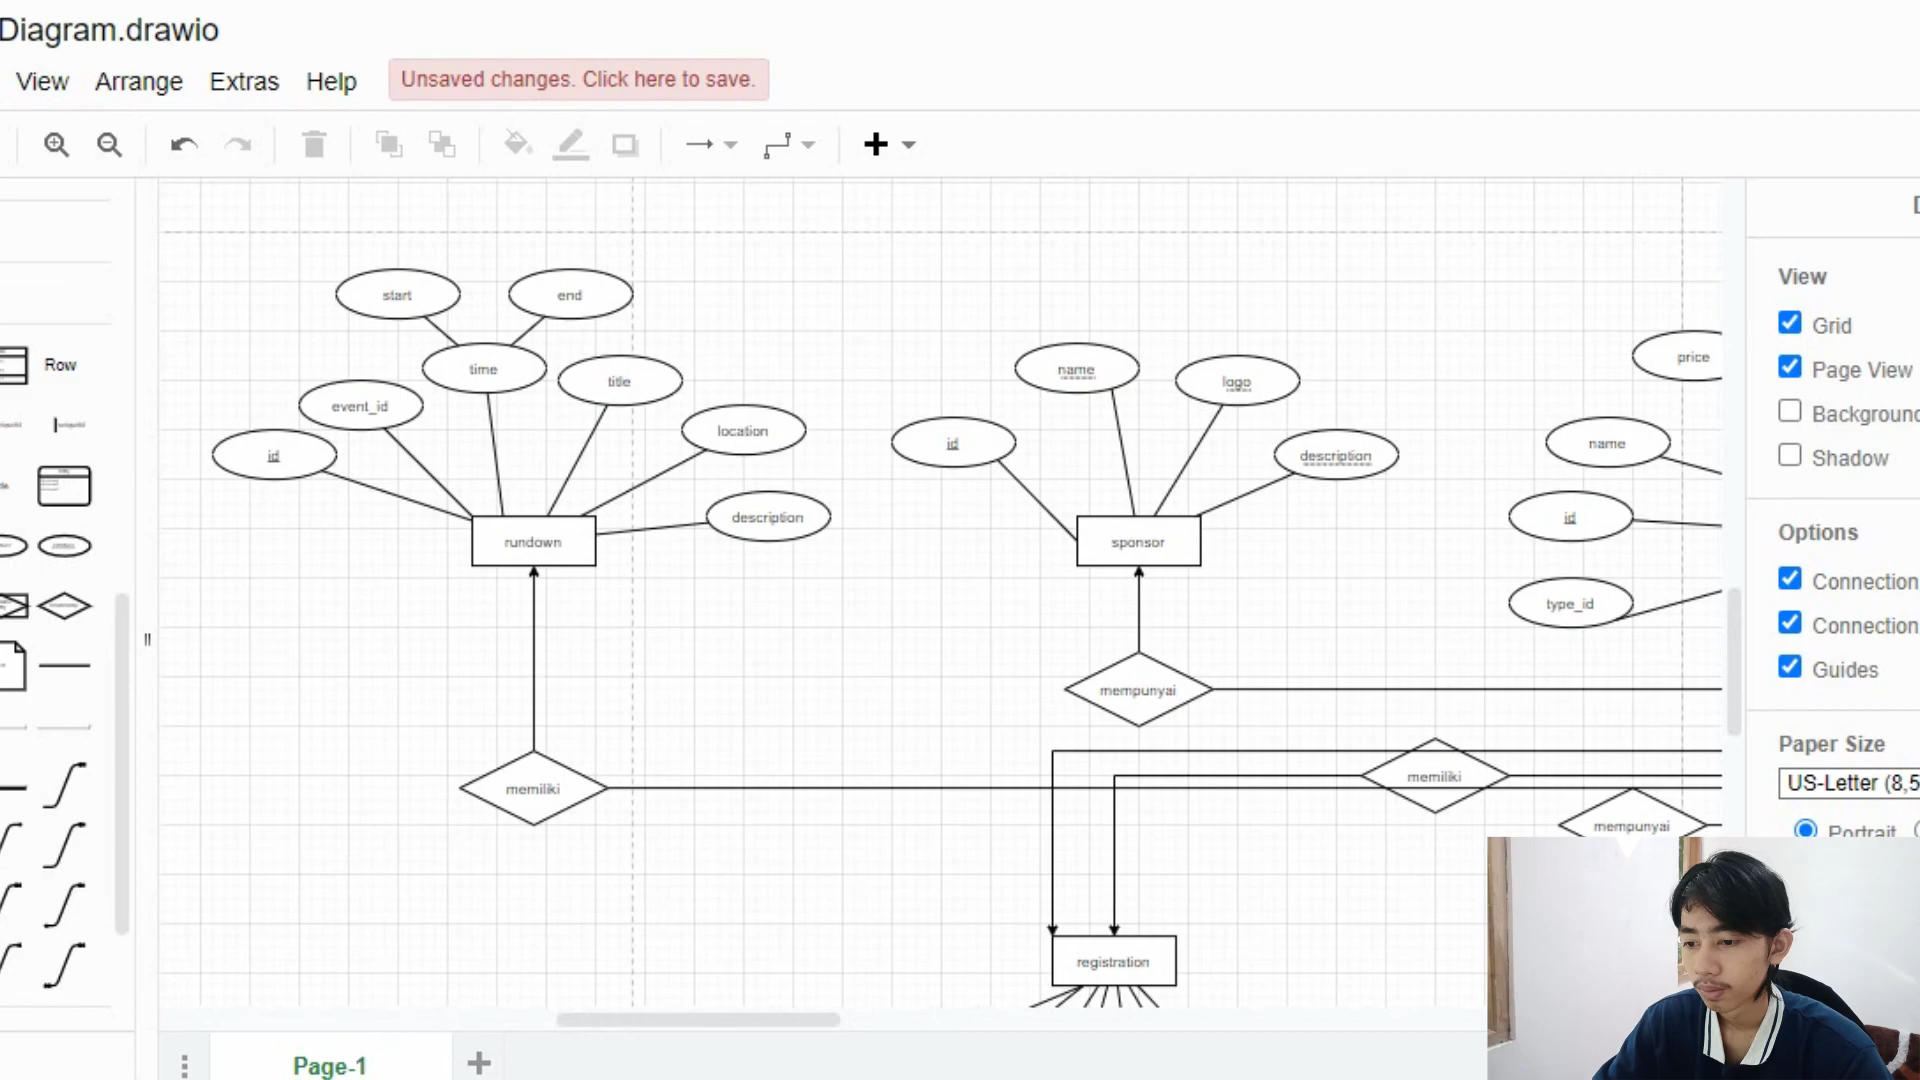 Diagram.drawio
View Arrange Extras Help Unsaved changes. Click here to save.
View
Grid
Page View
Background
Shadow
Options
Connection
Connection
Guides
Paper Size
US-Letter (8,5
Portrait
Row
start end
time title
event_id location
id description
rundown
memiliki
name logo
id description
sponsor
mempunyai
price
name
id
type_id
memiliki
mempunyai
registration
Page-1